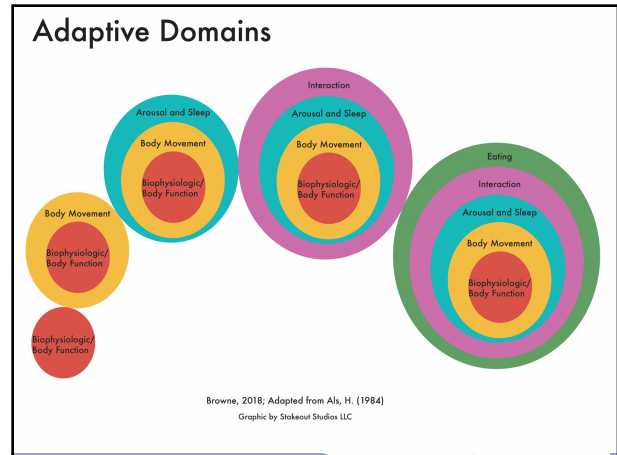 Adaptive Domains
Body Movement
Biophysiologic/
Body Function
Biophysiologic/
Body Function
Arousal and Sleep
Body Movement
Biophysiologic/
Body Function
Interaction
Arousal and Sleep
Body Movement
Biophysiologic/
Body Function
Eating
Interaction
Arousal and Sleep
Body Movement
Biophysiologic/
Body Function
Browne, 2018; Adapted from Als, H. (1984)
Graphic by Stakeout Studios LLC